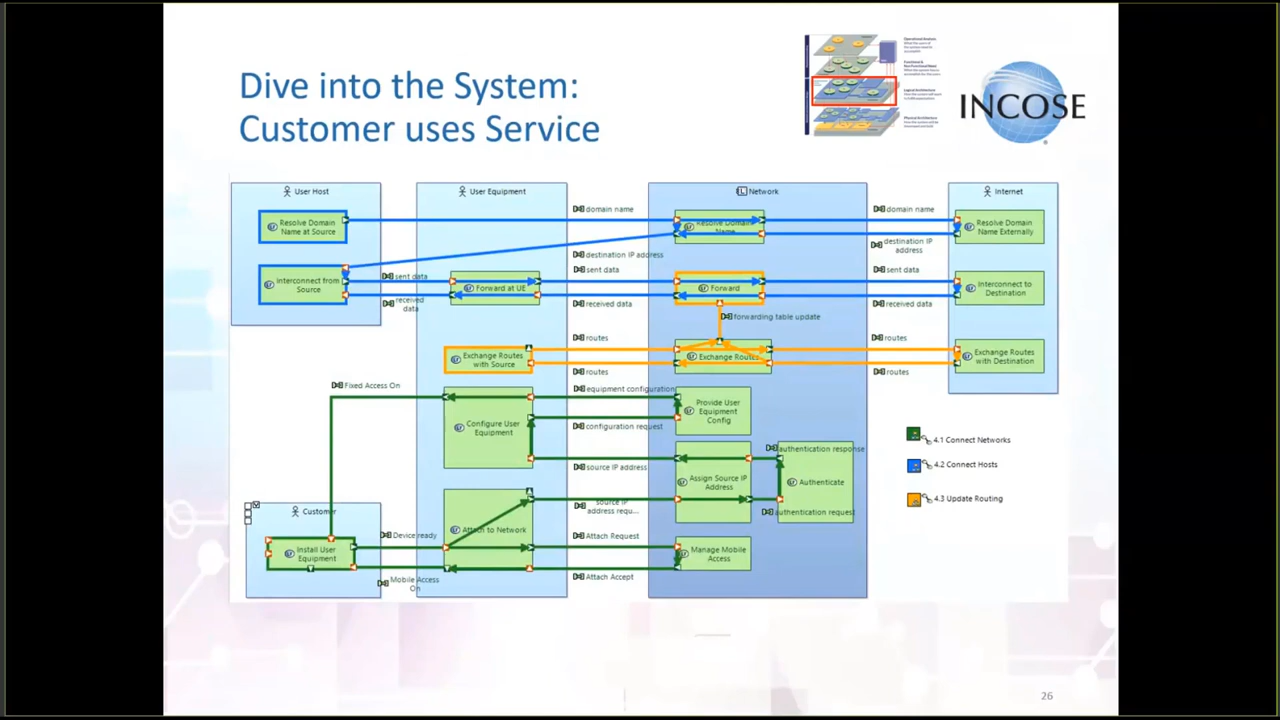 Dive into the System:
Customer uses Service
INCOSE
User Host
User Equipment
Network
Internet
Resolve Domain
Name at Source
domain name
Resolve Domain
Name
domain name
Resolve Domain
Name Externally
destination IP address
destination IP
address
Interconnect from
Source
sent data
received
data
Forward at UE
sent data
received data
Forward
sent data
received data
Interconnect to
Destination
forwarding table update
Exchange Routes
with Source
routes
routes
Exchange Routes
routes
routes
Exchange Routes
with Destination
Fixed Access On
Configure User
Equipment
equipment configuration
configuration request
Provide User
Equipment
Config
source IP address
Assign Source IP
Address
authentication response
Authenticate
authentication request
source IP
address requ...
Customer
Install User
Equipment
Device ready
Mobile Access
On
Attach to Network
Attach Request
Attach Accept
Manage Mobile
Access
4.1 Connect Networks
4.2 Connect Hosts
4.3 Update Routing
26